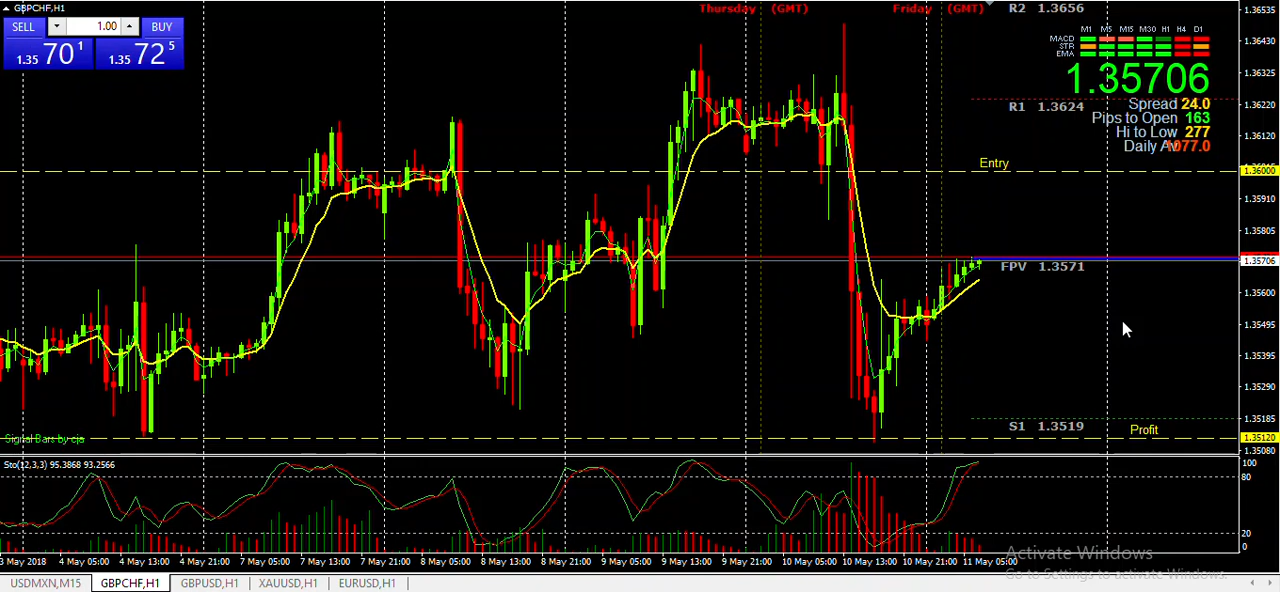 GBPCHF,H1
SELL 1.00 BUY
1.35 70 1 1.35 72 5
Thursday (GMT) Friday (GMT) R2 1.3656
M1 M5 M15 M30 H1 H4 D1
MACD
STR
EMA
1.35706
R1 1.3624
Spread 24.0
Pips to Open 163
Hi to Low 277
Daily Av 1077.0
Entry
FPV 1.3571
S1 1.3519
Profit
Signal Bars by cja
1.36535
1.36430
1.36325
1.36220
1.36120
1.36015
1.36000
1.35910
1.35805
1.35706
1.35600
1.35495
1.35395
1.35290
1.35185
1.35120
1.35080
Sto(12,3,3) 95.3868 93.2566
100
80
20
0
3 May 2018 4 May 05:00 4 May 13:00 4 May 21:00 7 May 05:00 7 May 13:00 7 May 21:00 8 May 05:00 8 May 13:00 8 May 21:00 9 May 05:00 9 May 13:00 9 May 21:00 10 May 05:00 10 May 13:00 10 May 21:00 11 May 05:00
Activate Windows
Go to Settings to activate Windows.
USDMXN,M15 GBPCHF,H1 GBPUSD,H1 XAUUSD,H1 EURUSD,H1